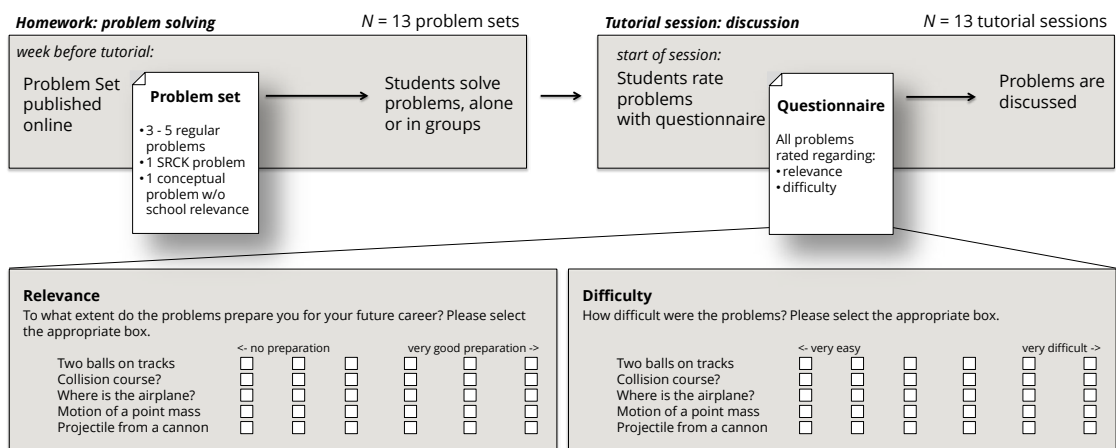 Homework: problem solving
N = 13 problem sets
week before tutorial:
Problem Set
published
online
Problem set
•3 - 5 regular
problems
•1 SRCK problem
•1 conceptual
problem w/o
school relevance
Students solve
problems, alone
or in groups
Tutorial session: discussion
N = 13 tutorial sessions
start of session:
Students rate
problems
with questionnaire
Questionnaire
All problems
rated regarding:
•relevance
•difficulty
Problems are
discussed
Relevance
To what extent do the problems prepare you for your future career? Please select
the appropriate box.
<- no preparation very good preparation ->
Two balls on tracks
Collision course?
Where is the airplane?
Motion of a point mass
Projectile from a cannon
Difficulty
How difficult were the problems? Please select the appropriate box.
<- very easy very difficult ->
Two balls on tracks
Collision course?
Where is the airplane?
Motion of a point mass
Projectile from a cannon